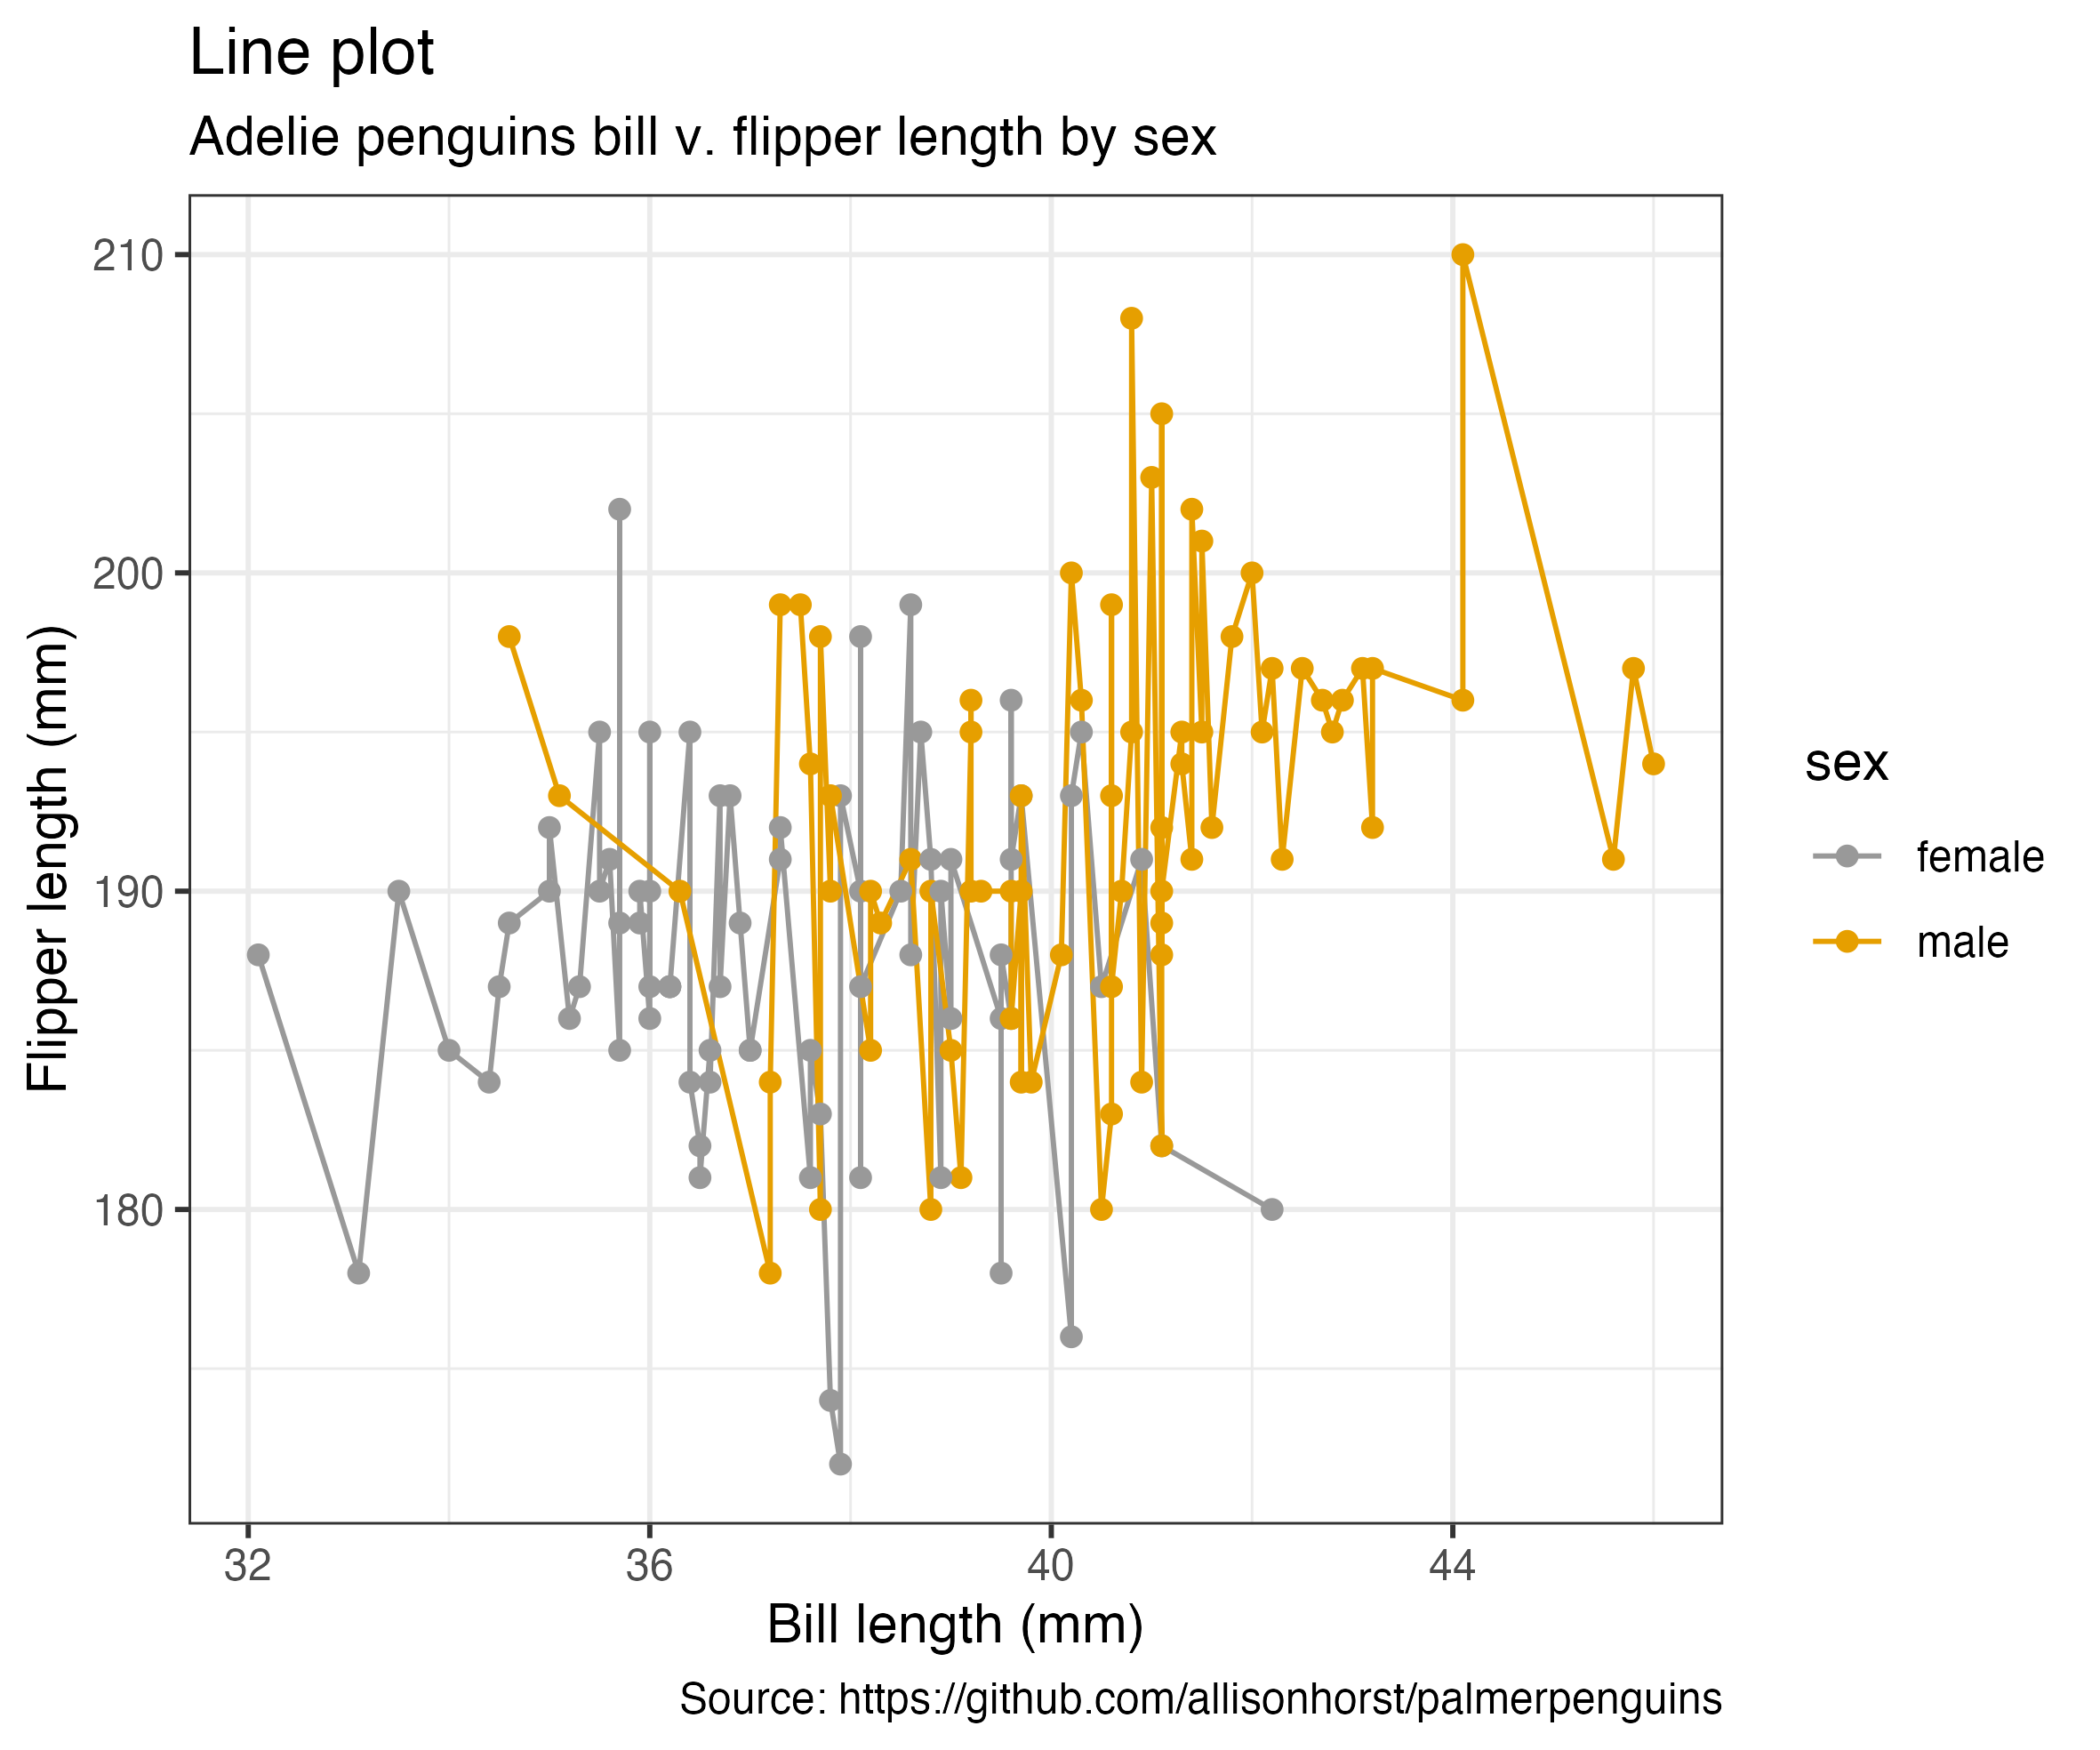 Line plot
Adelie penguins bill v. flipper length by sex
210
200
190
180
Flipper length (mm)
32 36 40 44
Bill length (mm)
sex
female
male
Source: https://github.com/allisonhorst/palmerpenguins